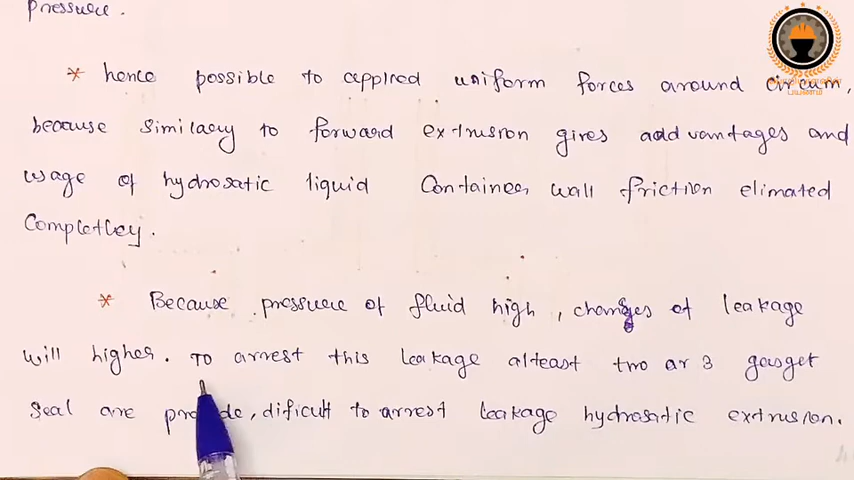 pressure.
* hence possible to applied uniform forces around circum,
because similary to forward extrusion gives addvantages and
usage of hydrosatic liquid Container wall friction elimated
Completley.
* Because pressure of fluid high, changes of leakage
will higher. To arrest this leakage atleast two ar 3 gasget
seal are de, dificult to arrest leakage hydrosatic extrusion.